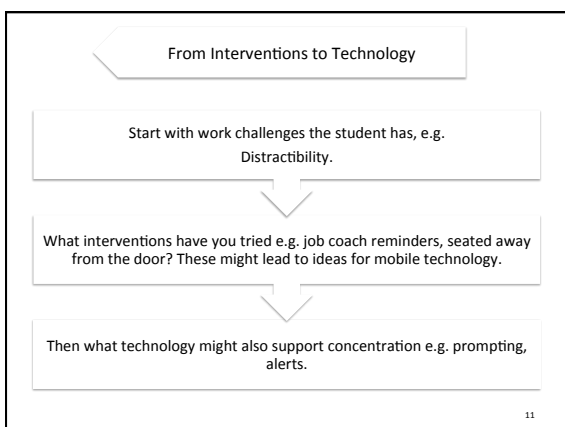 From Interventions to Technology
Start with work challenges the student has, e.g.
Distractibility.
What interventions have you tried e.g. job coach reminders, seated away
from the door? These might lead to ideas for mobile technology.
Then what technology might also support concentration e.g. prompting,
alerts.
11